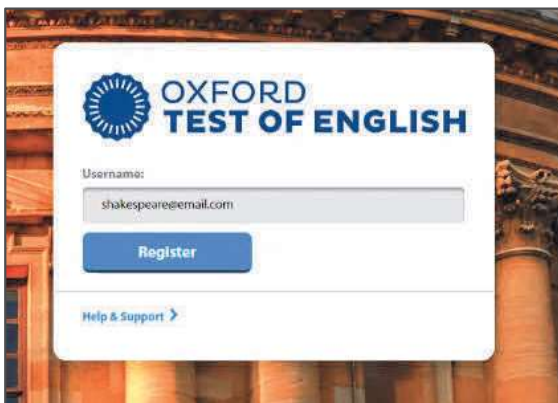 OXFORD
TEST OF ENGLISH
Username:
shakespeare@email.com
Register
Help & Support